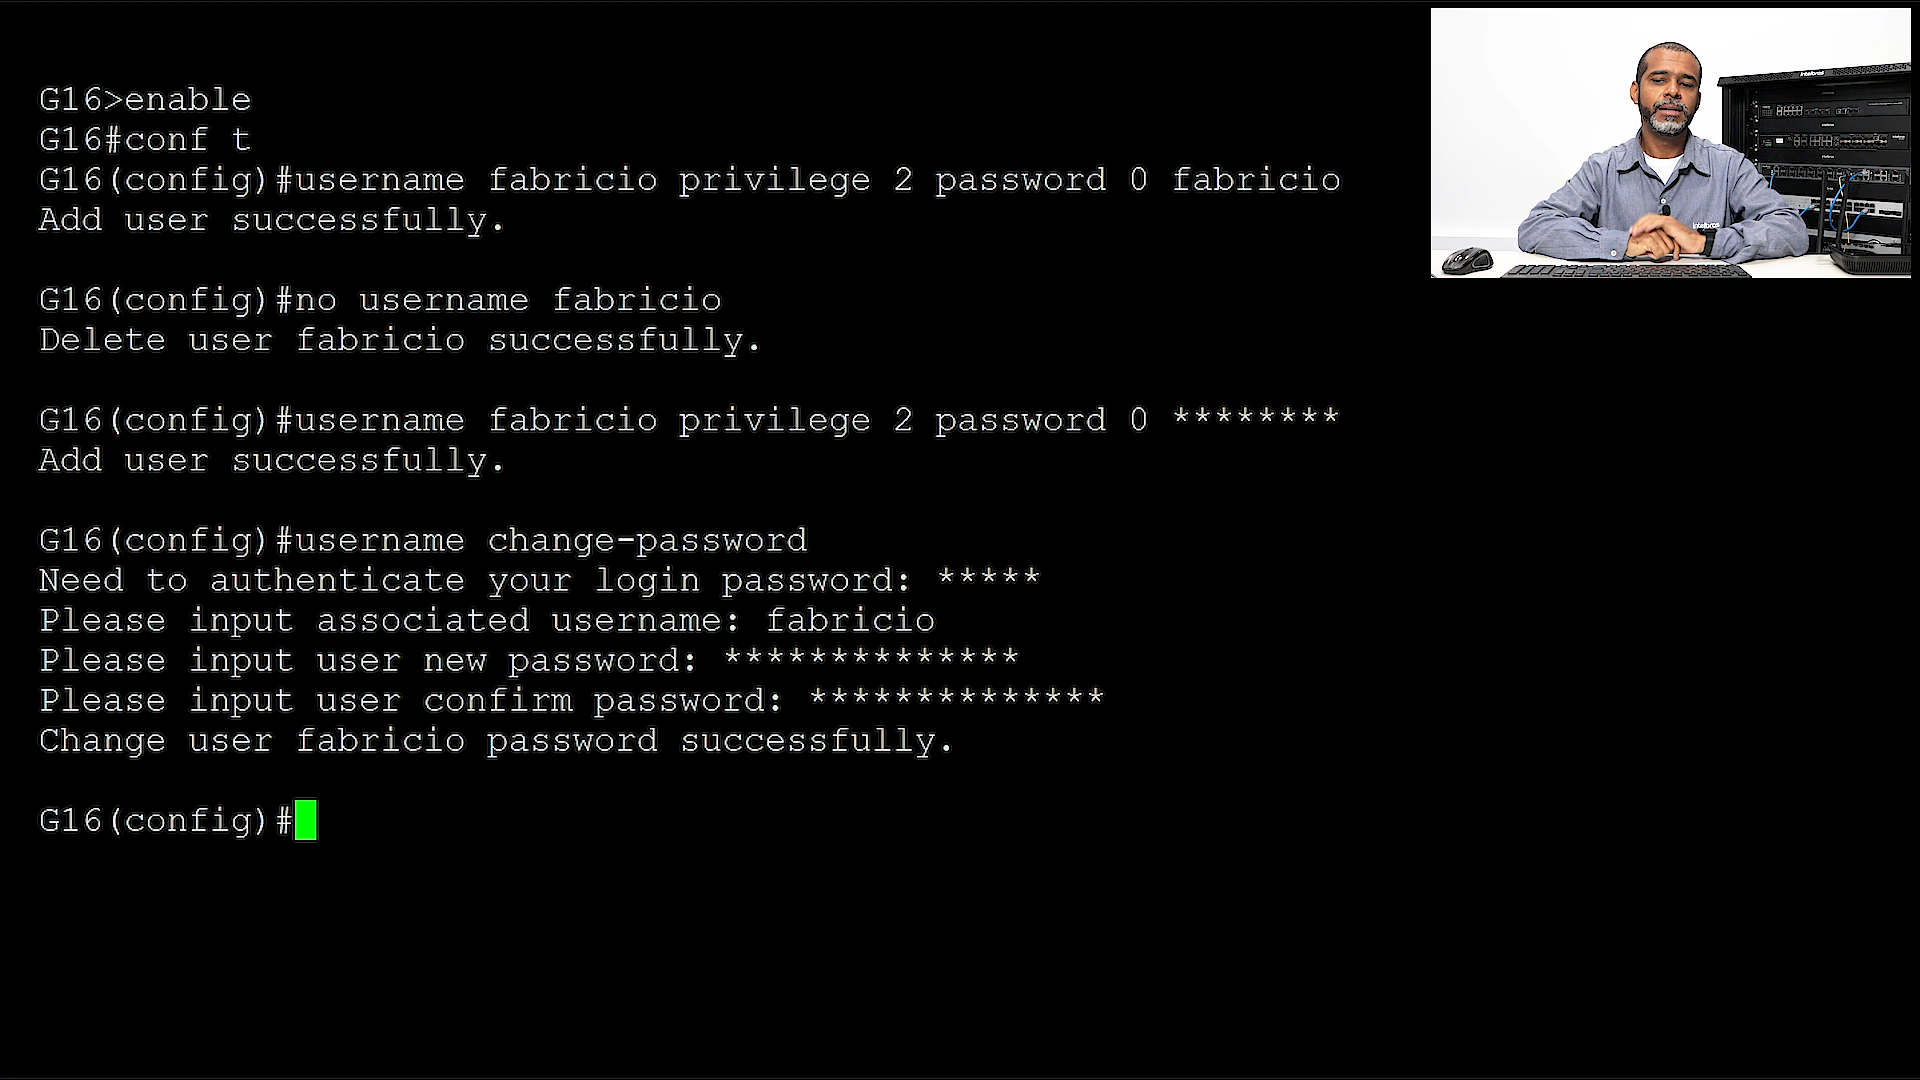 G16>enable
G16#conf t
G16(config)#username fabricio privilege 2 password 0 fabricio
Add user successfully.
G16(config)#no username fabricio
Delete user fabricio successfully.
G16(config)#username fabricio privilege 2 password 0 ********
Add user successfully.
G16(config)#username change-password
Need to authenticate your login password: *****
Please input associated username: fabricio
Please input user new password: **************
Please input user confirm password: **************
Change user fabricio password successfully.
G16(config)#
intelbras
intelbras